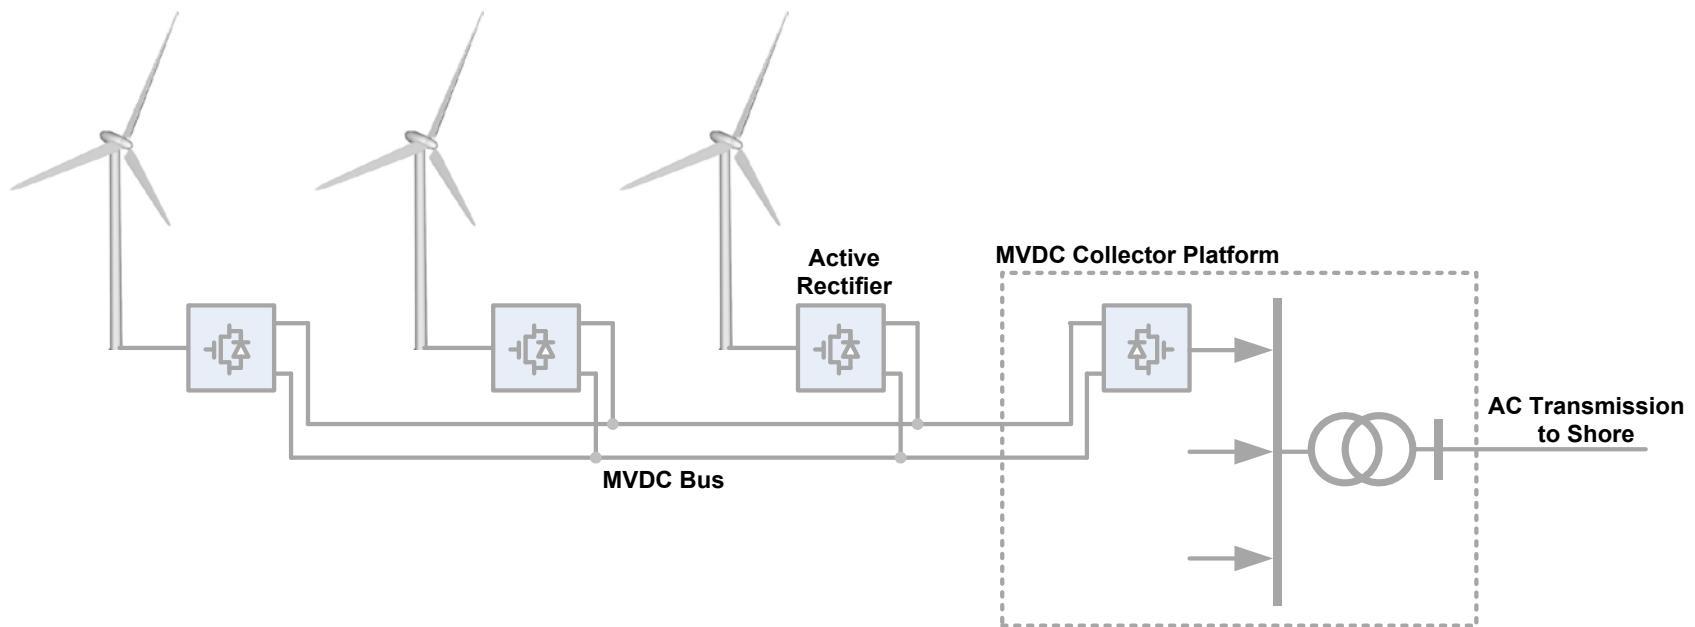 Active
Rectifier
MVDC Collector Platform
AC Transmission
to Shore
MVDC Bus